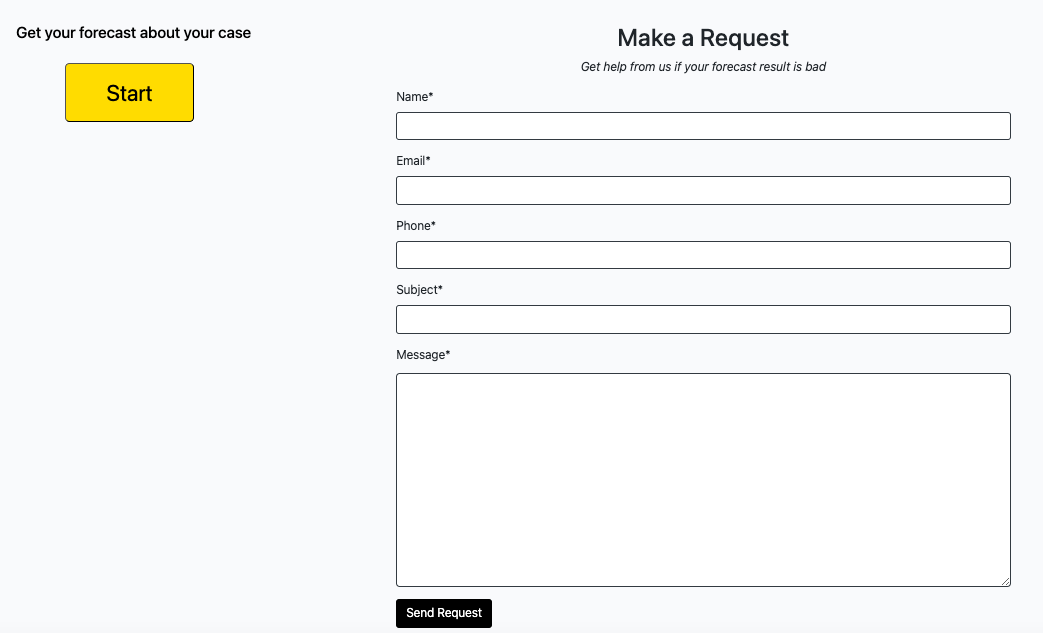 Get your forecast about your case
Start
Make a Request
Get help from us if your forecast result is bad
Name*
Email*
Phone*
Subject*
Message*
Send Request